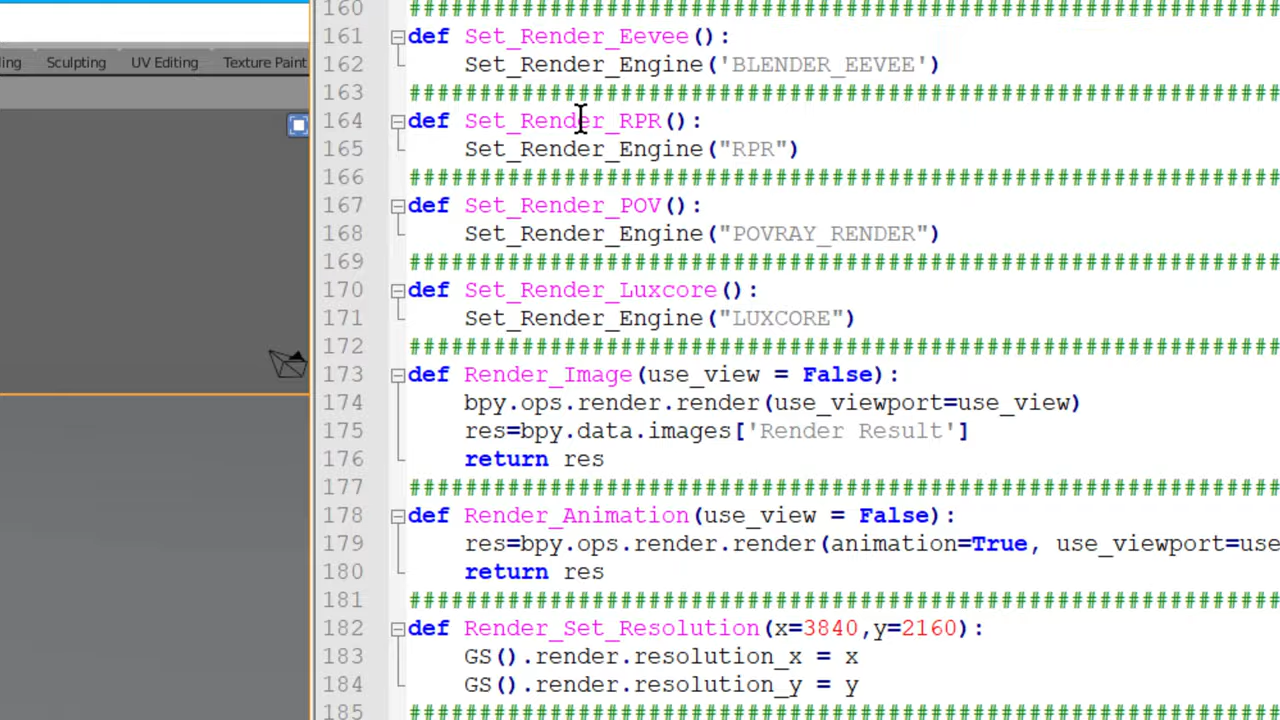 ling Sculpting UV Editing Texture Paint
160 ##############################################################
161 def Set_Render_Eevee():
162 Set_Render_Engine('BLENDER_EEVEE')
163 ##############################################################
164 def Set_Render_RPR():
165 Set_Render_Engine("RPR")
166 ##############################################################
167 def Set_Render_POV():
168 Set_Render_Engine("POVRAY_RENDER")
169 ##############################################################
170 def Set_Render_Luxcore():
171 Set_Render_Engine("LUXCORE")
172 ##############################################################
173 def Render_Image(use_view = False):
174 bpy.ops.render.render(use_viewport=use_view)
175 res=bpy.data.images['Render Result']
176 return res
177 ##############################################################
178 def Render_Animation(use_view = False):
179 res=bpy.ops.render.render(animation=True, use_viewport=use
180 return res
181 ##############################################################
182 def Render_Set_Resolution(x=3840,y=2160):
183 GS().render.resolution_x = x
184 GS().render.resolution_y = y
185 ##############################################################